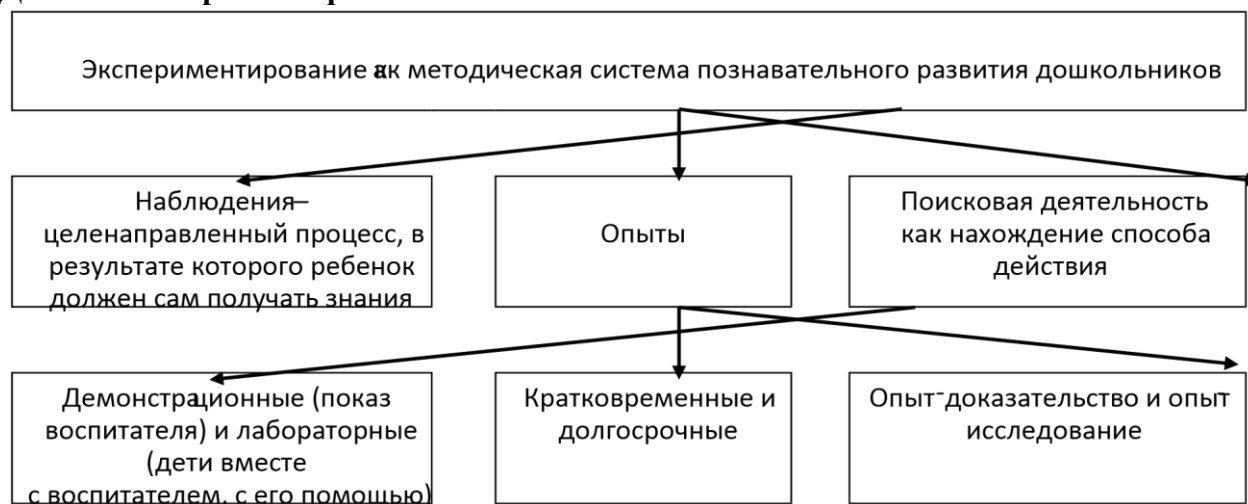 Экспериментирование как методическая система познавательного развития дошкольников
Наблюдения–
целенаправленный процесс, в
результате которого ребенок
должен сам получать знания
Опыты
Поисковая деятельность
как нахождение способа
действия
Демонстрационные (показ
воспитателя) и лабораторные
(дети вместе
с воспитателем, с его помощью)
Кратковременные и
долгосрочные
Опыт-доказательство и опыт
исследование